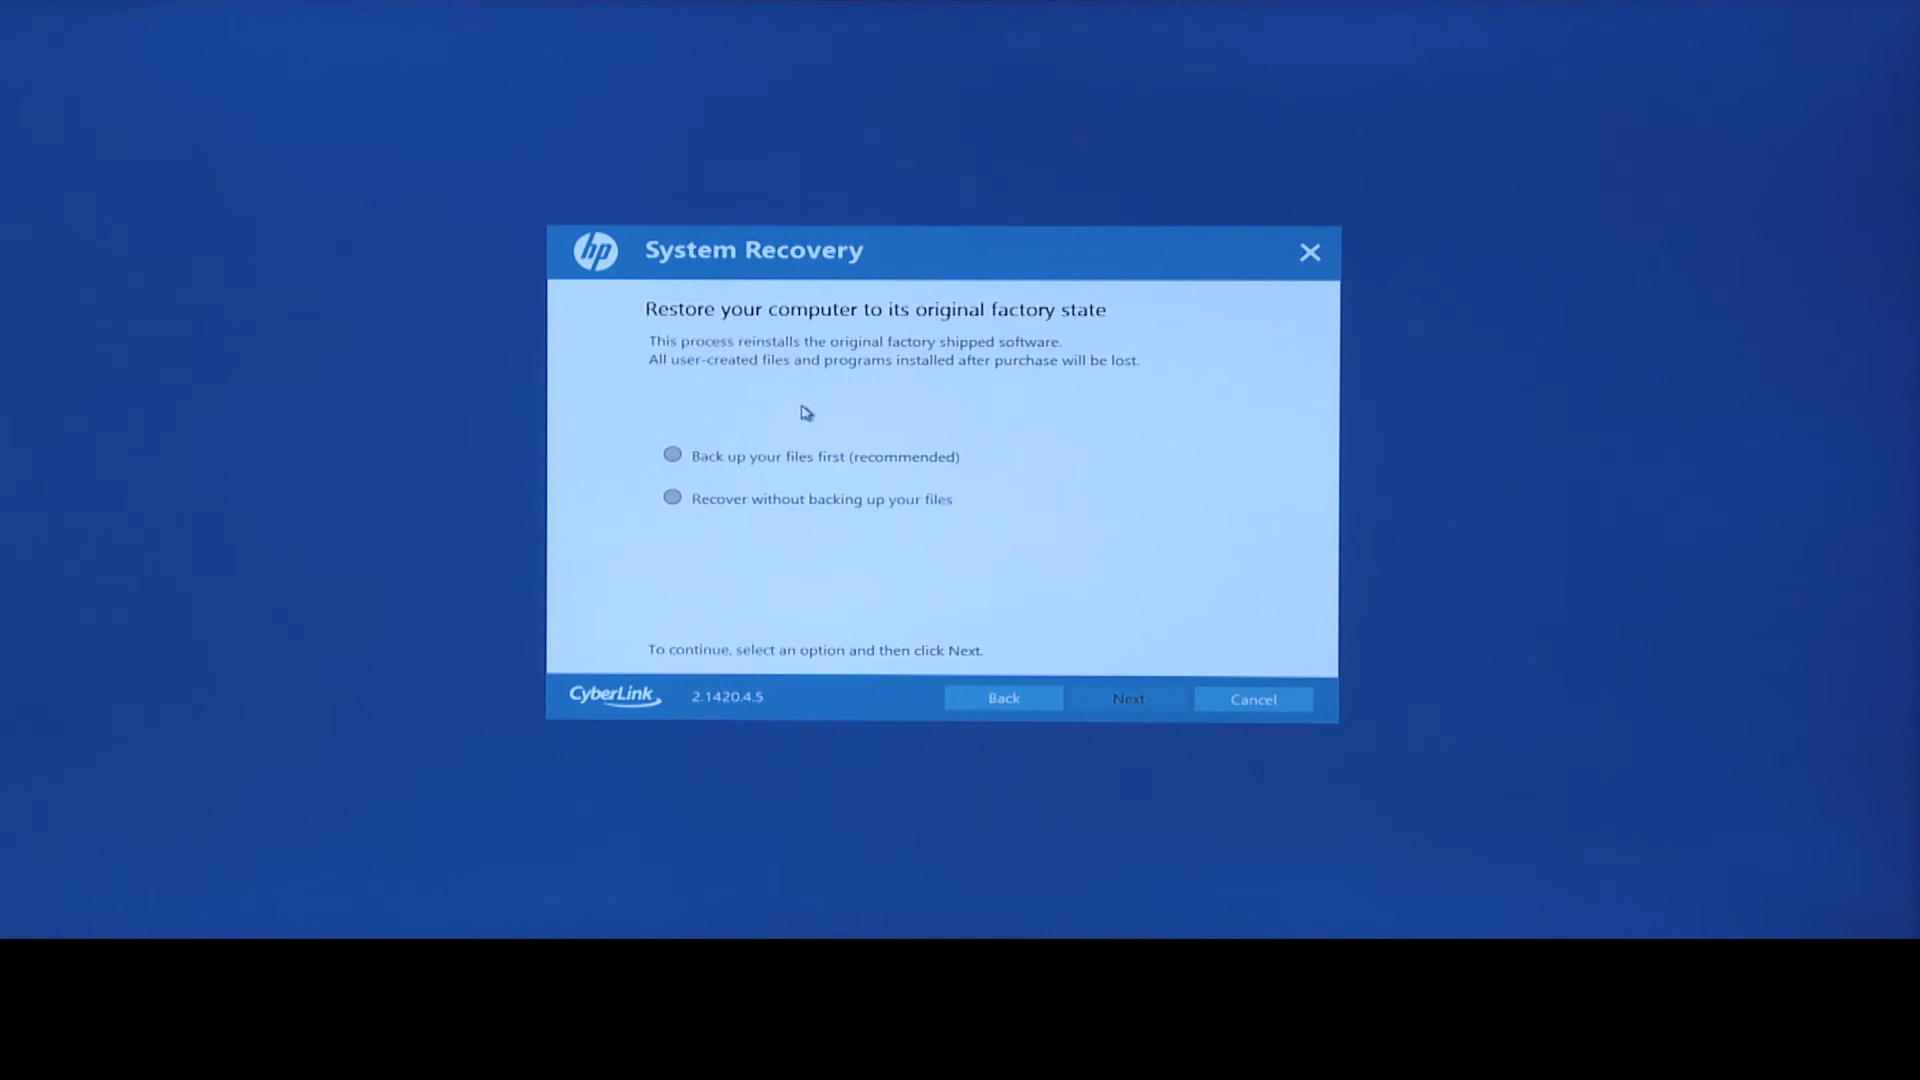 hp System Recovery
Restore your computer to its original factory state
This process reinstalls the original factory shipped software.
All user-created files and programs installed after purchase will be lost.
Back up your files first (recommended)
Recover without backing up your files
To continue, select an option and then click Next.
CyberLink 2.1420.4.5 Back Next Cancel